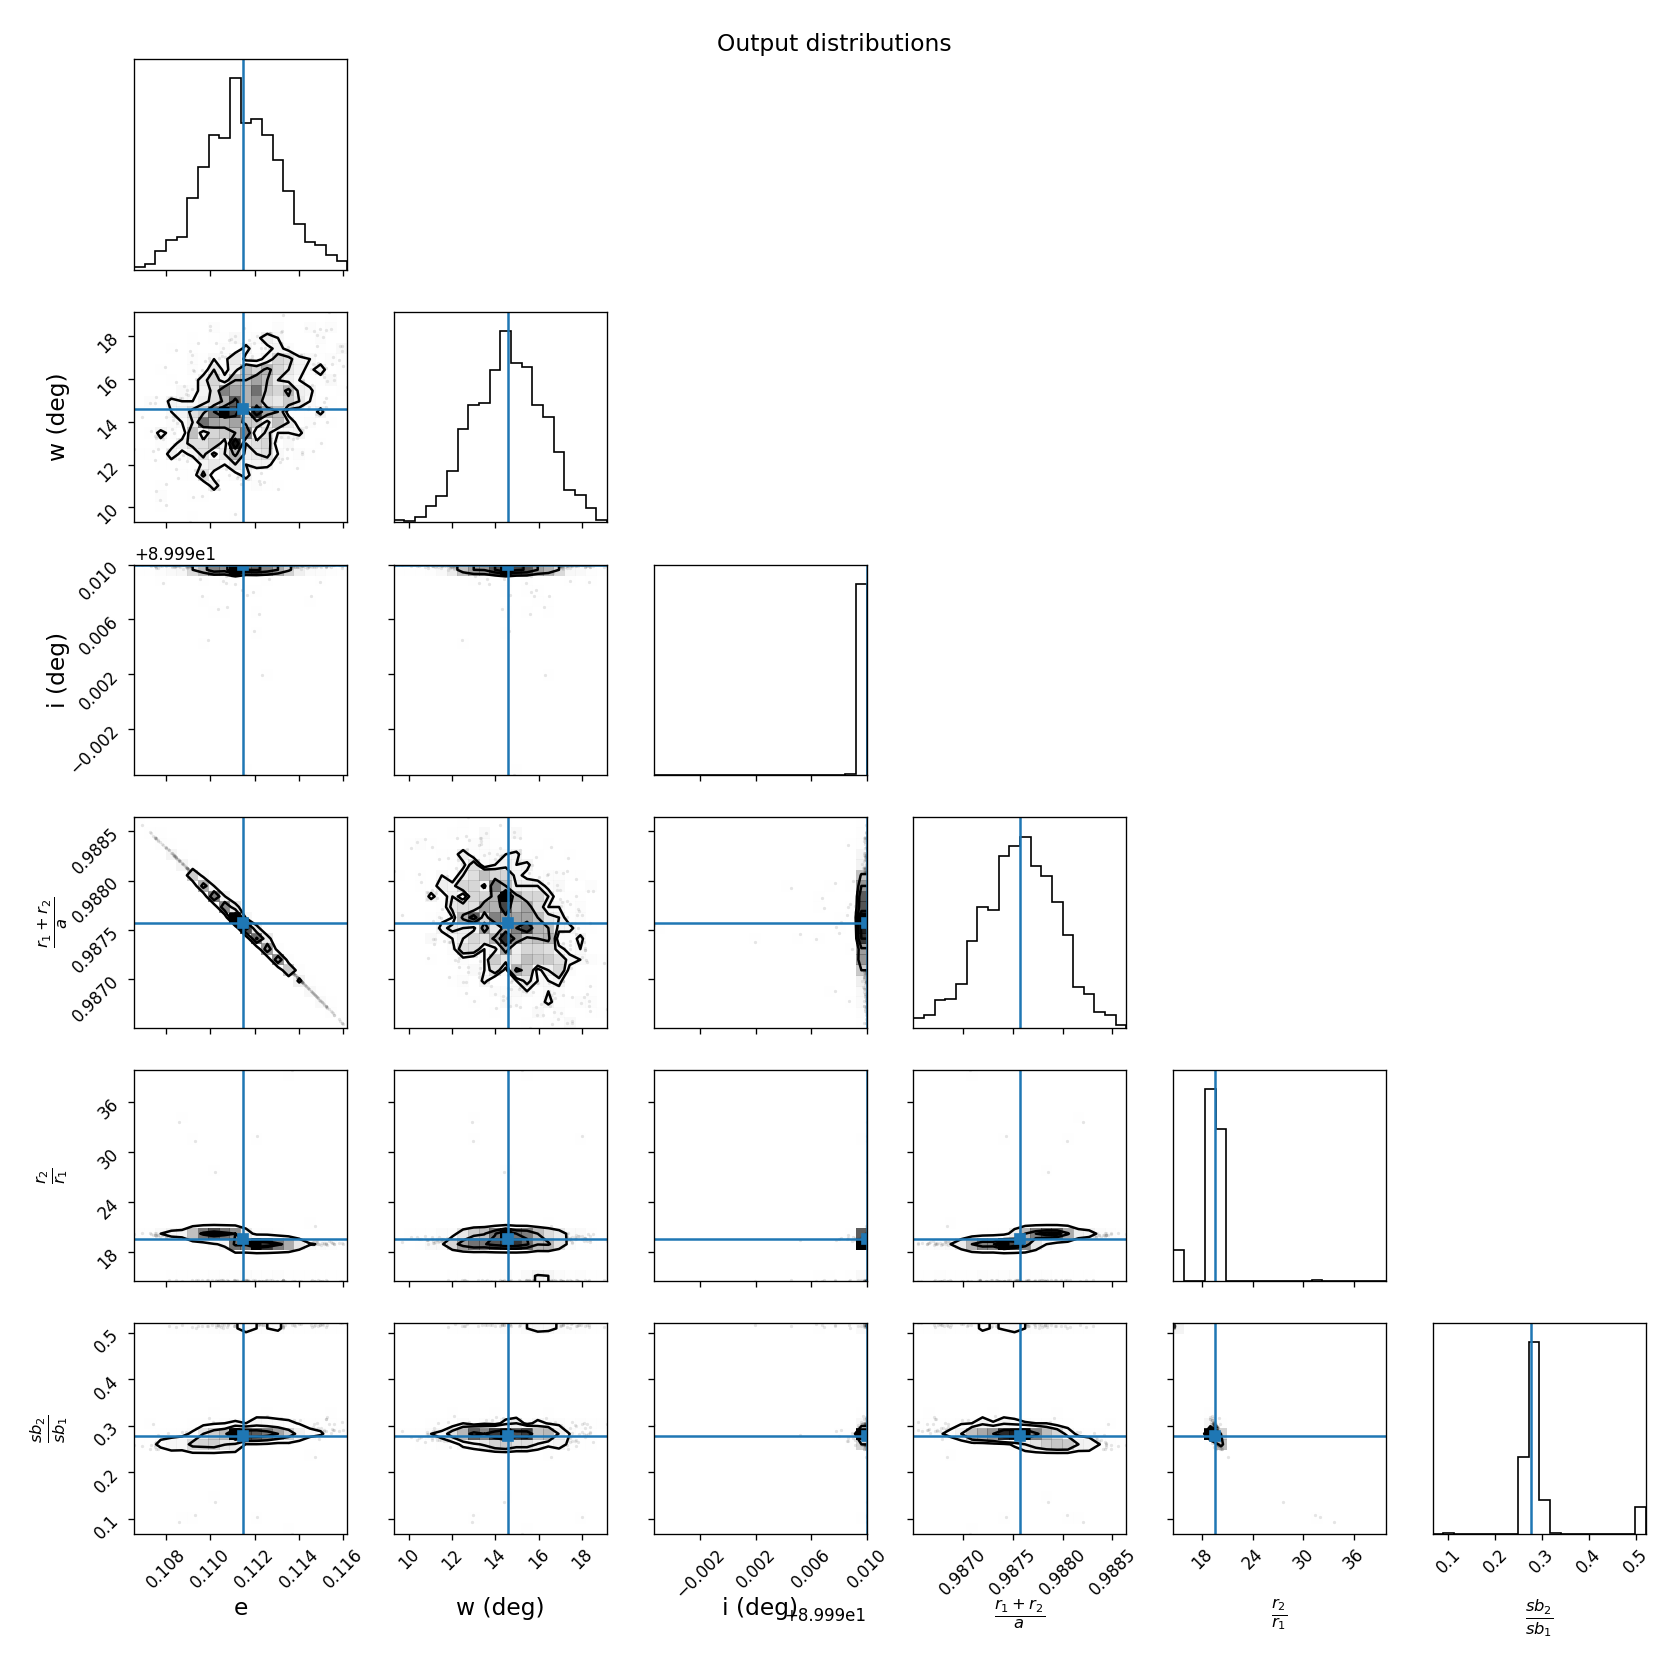 Output distributions
w (deg)
18
16
14
12
10
+8.999e1
i (deg)
0.010
0.006
0.002
−0.002
r₁ + r₂
a
0.9885
0.9880
0.9875
0.9870
r₂
r₁
36
30
24
18
sb₂
sb₁
0.5
0.4
0.3
0.2
0.1
0.108 0.110 0.112 0.114 0.116
10 12 14 16 18
−0.002 0.002 0.006 0.010
0.9870 0.9875 0.9880 0.9885
18 24 30 36
0.1 0.2 0.3 0.4 0.5
e
w (deg)
i (deg)
+8.999e1
r₁ + r₂
a
r₂
r₁
sb₂
sb₁